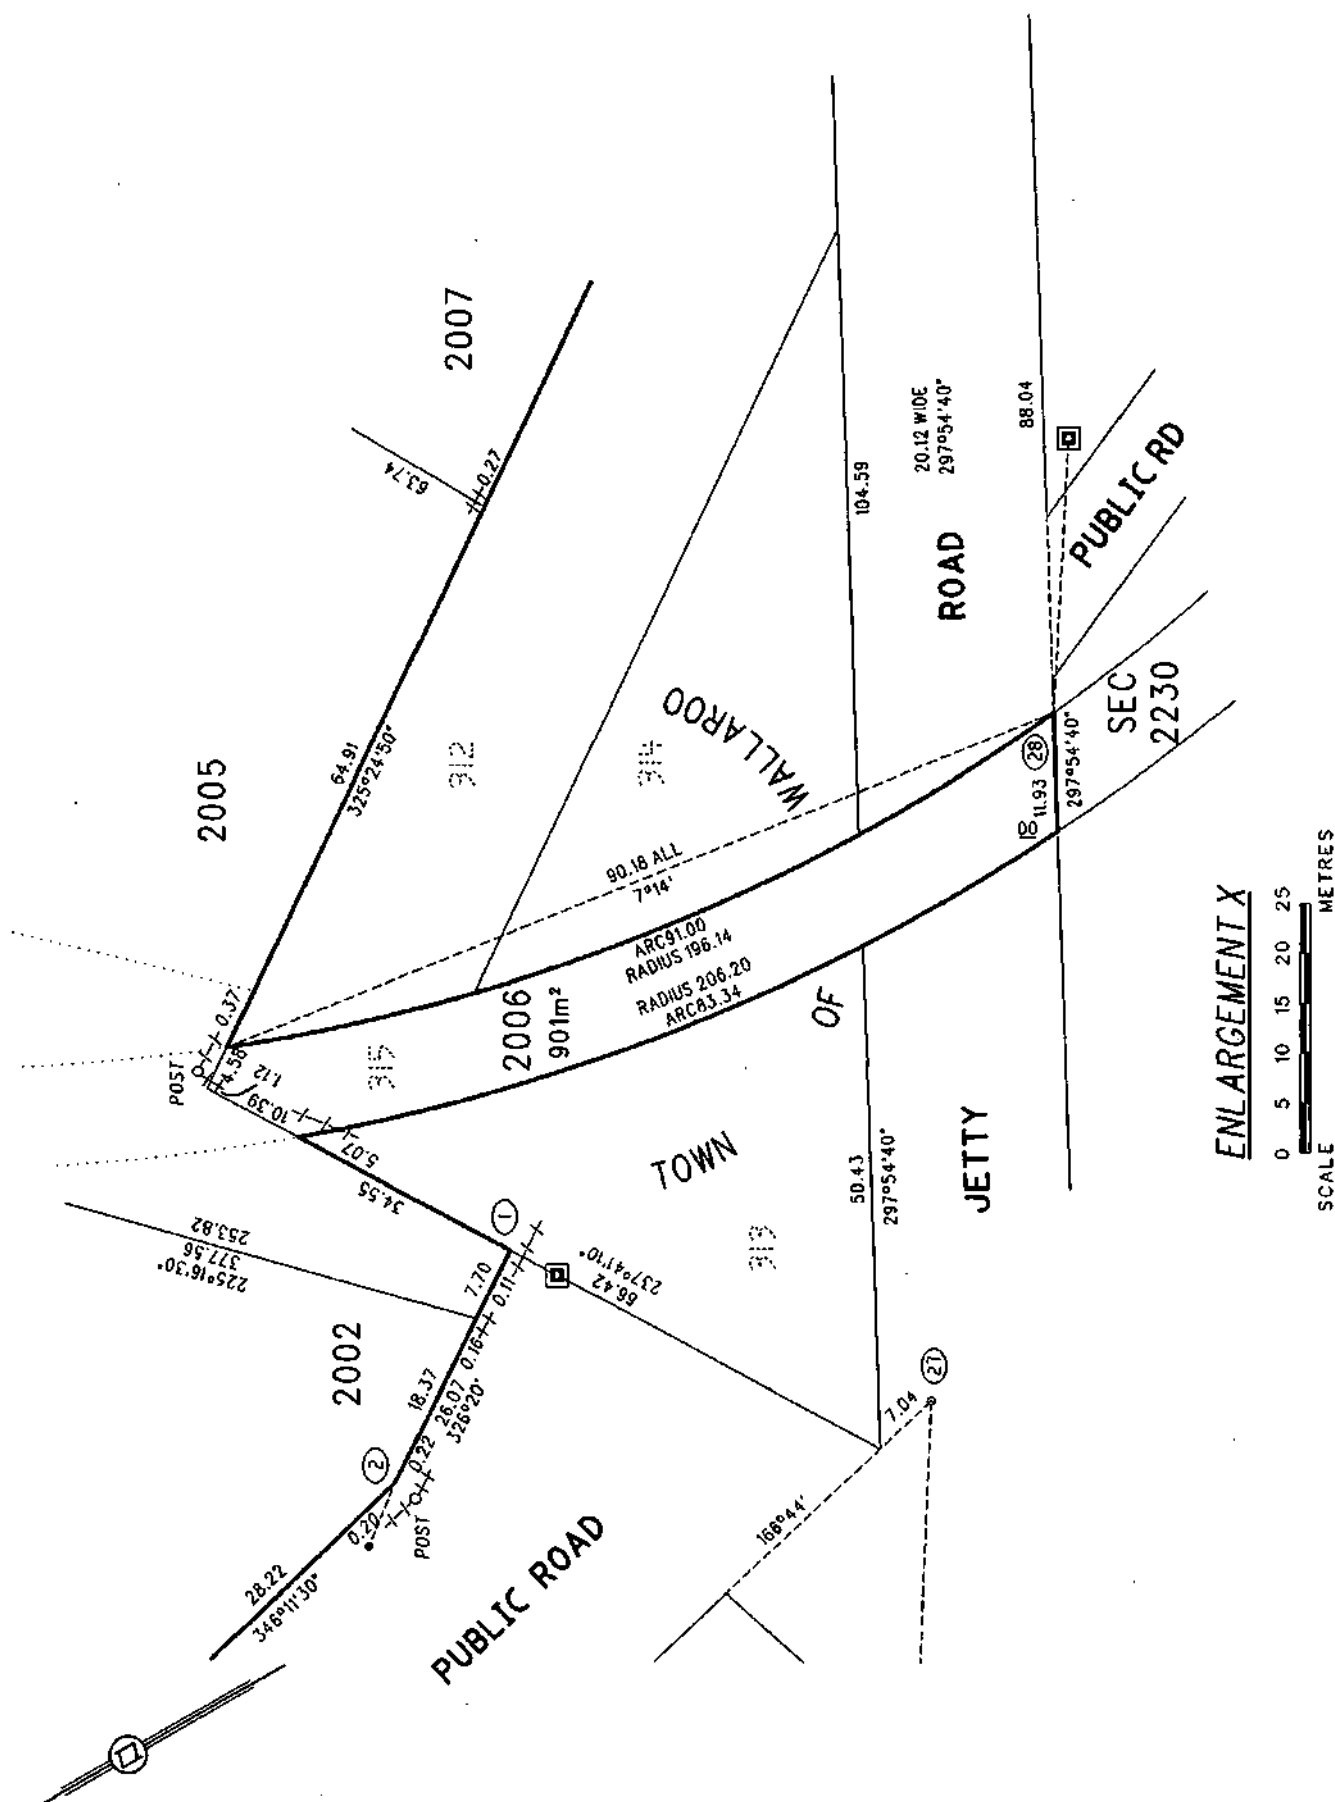 2007
63.74
0.27
2005
64.91
325°24'50"
312
314
WALLAROO
104.59
20.12 WIDE
297°54'40"
88.04
ROAD
PUBLIC RD
SEC
2230
28
11.93
297°54'40"
DO
90.18 ALL
7°14'
ARC91.00
RADIUS 196.14
RADIUS 206.20
ARC83.34
2006
901m²
315
OF
0.37
POST
4.58
1.12
10.39
5.07
34.55
TOWN
313
50.43
297°54'40"
JETTY
253.82
377.56
225°16'30"
1
7.70
0.11
66.42
237°41'10"
2002
18.37
0.16
26.07
326°20'
0.22
2
0.20
POST
28.22
346°11'30"
PUBLIC ROAD
7.04
27
166°44'
ENLARGEMENT X
0 5 10 15 20 25
SCALE METRES